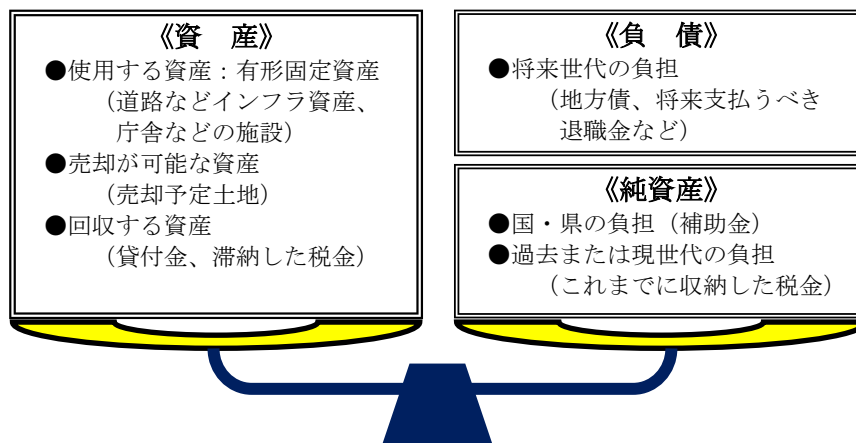 《資　産》
●使用する資産：有形固定資産
（道路などインフラ資産、
庁舎などの施設）
●売却が可能な資産
（売却予定土地）
●回収する資産
（貸付金、滞納した税金）
《負　債》
●将来世代の負担
（地方債、将来支払うべき
退職金など）
《純資産》
●国・県の負担（補助金）
●過去または現世代の負担
（これまでに収納した税金）